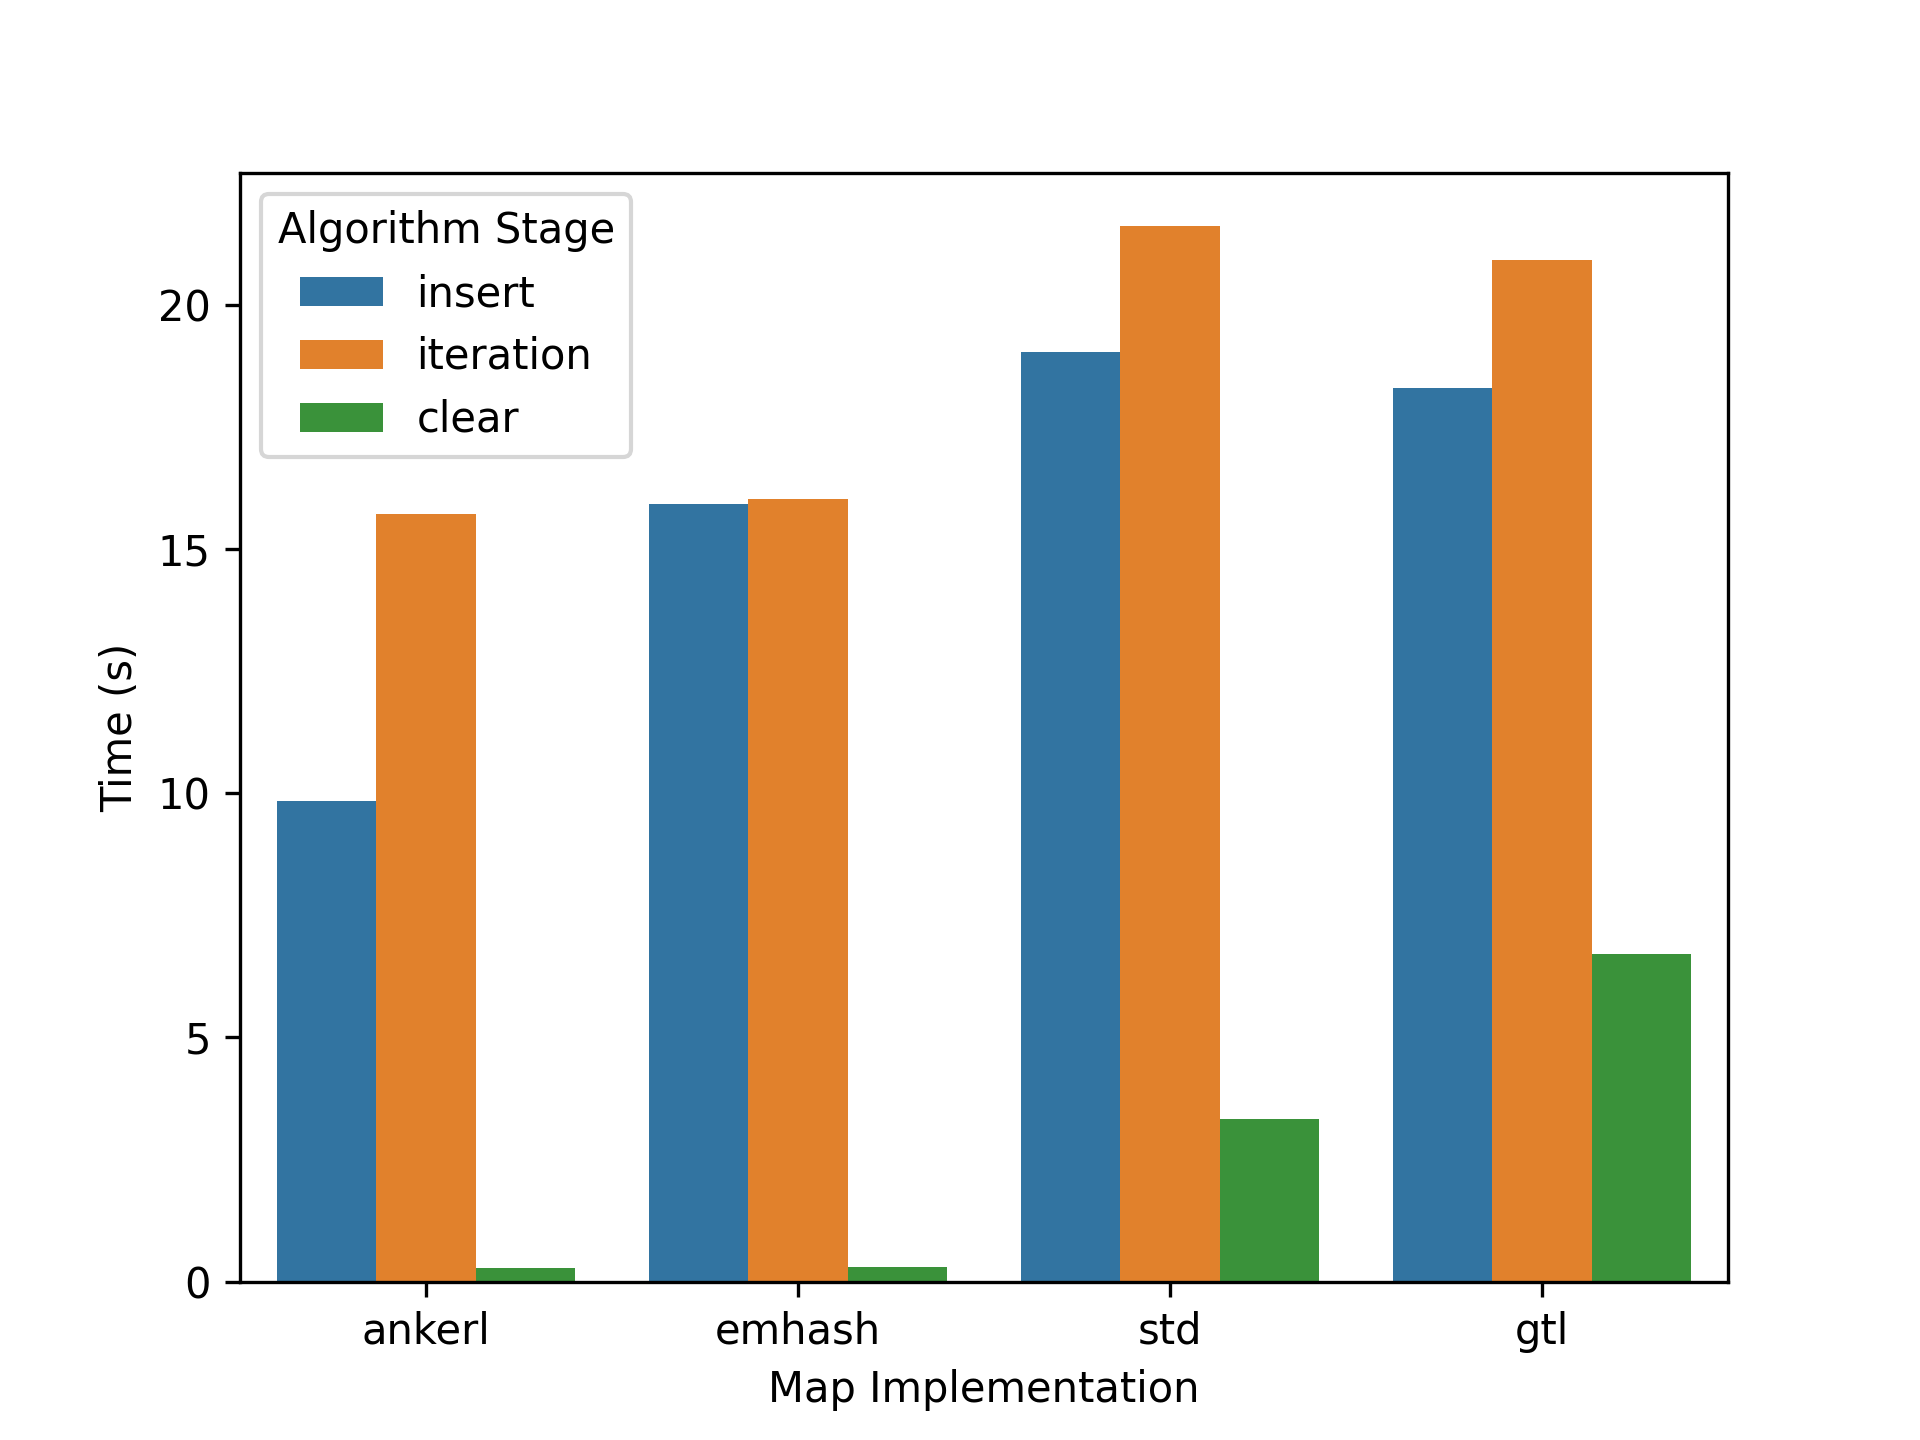 Algorithm Stage
insert
iteration
clear
Time (s)
20
15
10
5
0
ankerl emhash std gtl
Map Implementation